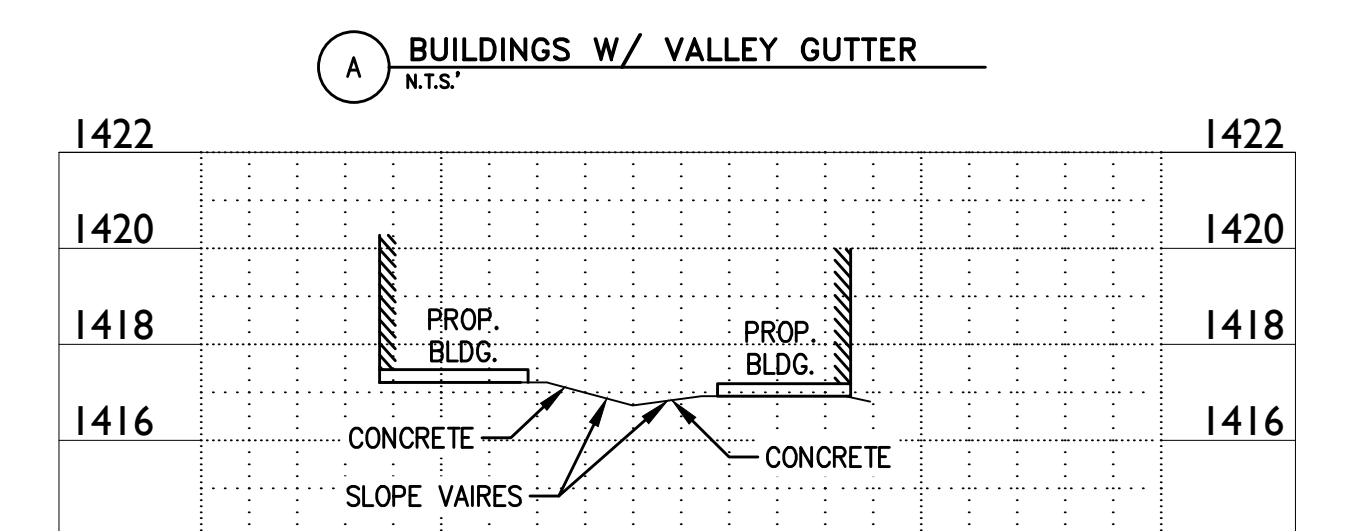 A
BUILDINGS W/ VALLEY GUTTER
N.T.S.'
1422 1422
1420 1420
1418 1418
PROP.
BLDG.
PROP.
BLDG.
1416 1416
CONCRETE
CONCRETE
SLOPE VAIRES